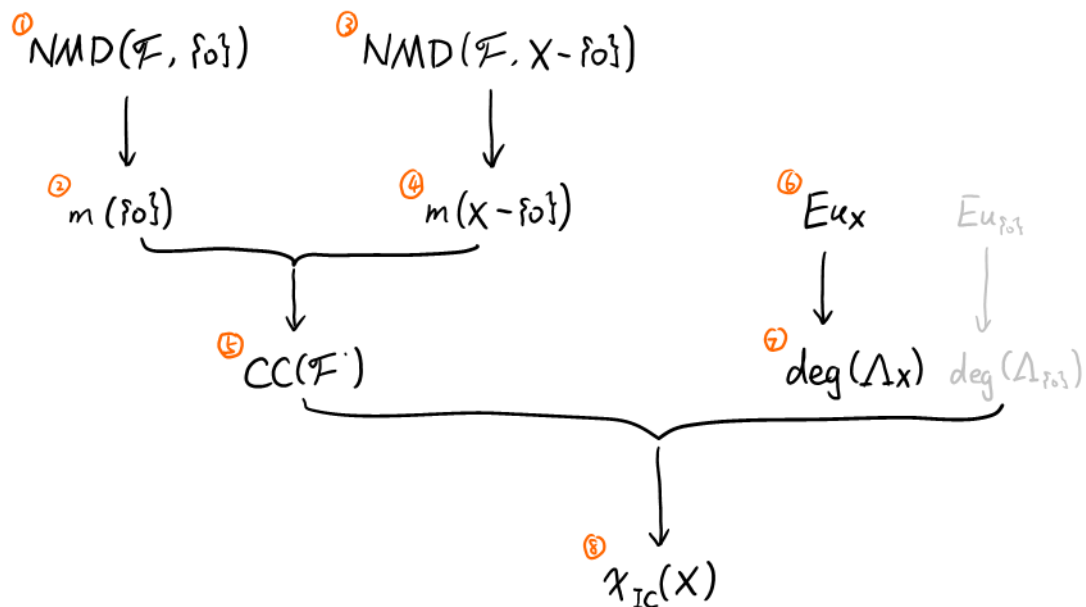 ① NMD(ℱ, {0}) ③ NMD(ℱ, X-{0})
② m({0}) ④ m(X-{0}) ⑥ Eu_X Eu_{0}
⑤ CC(ℱ˙) ⑦ deg(Λ_X) deg(Λ_{0})
⑧ χ_IC(X)